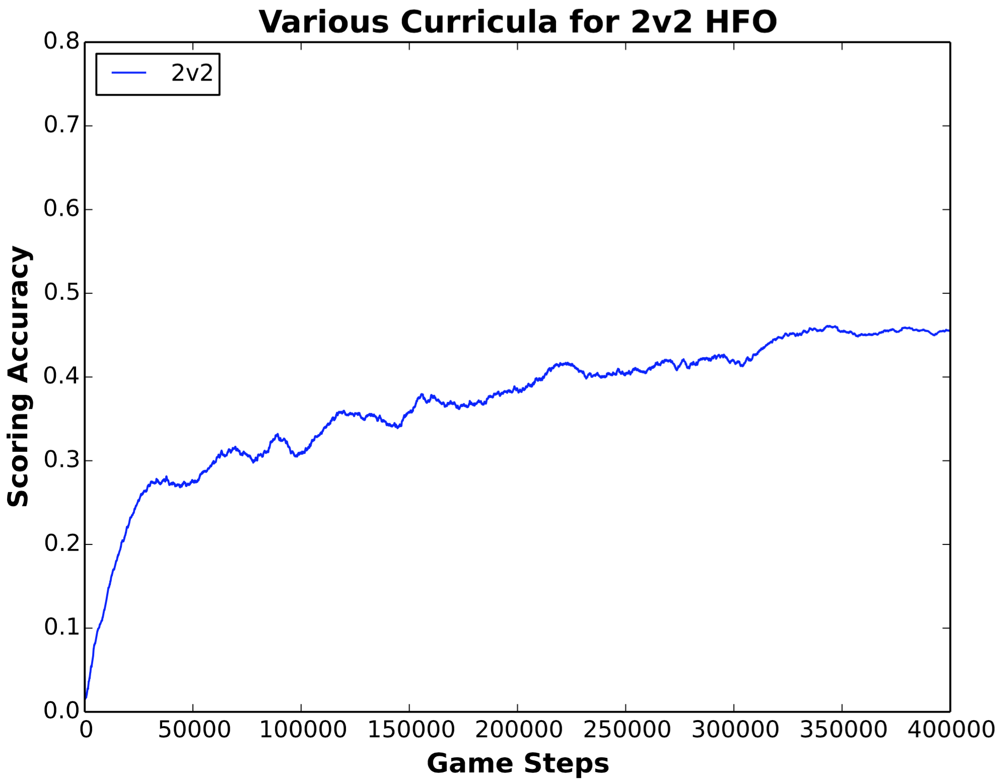 Various Curricula for 2v2 HFO
2v2
Scoring Accuracy
0.8
0.7
0.6
0.5
0.4
0.3
0.2
0.1
0.0
0 50000 100000 150000 200000 250000 300000 350000 400000
Game Steps